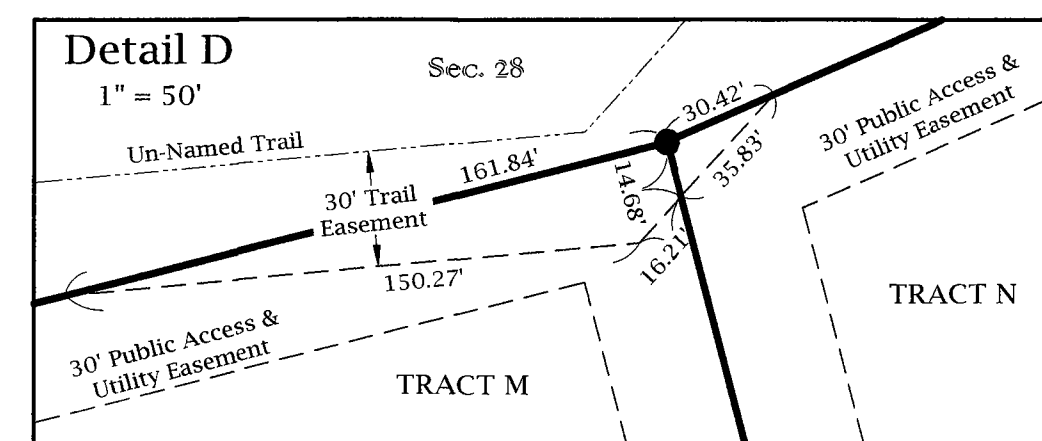 Detail D
1" = 50'
Sec. 28
Un-Named Trail
30.42'
161.84'
30' Trail
Easement
14.68'
35.83'
30' Public Access &
Utility Easement
16.21'
150.27'
TRACT N
30' Public Access &
Utility Easement
TRACT M